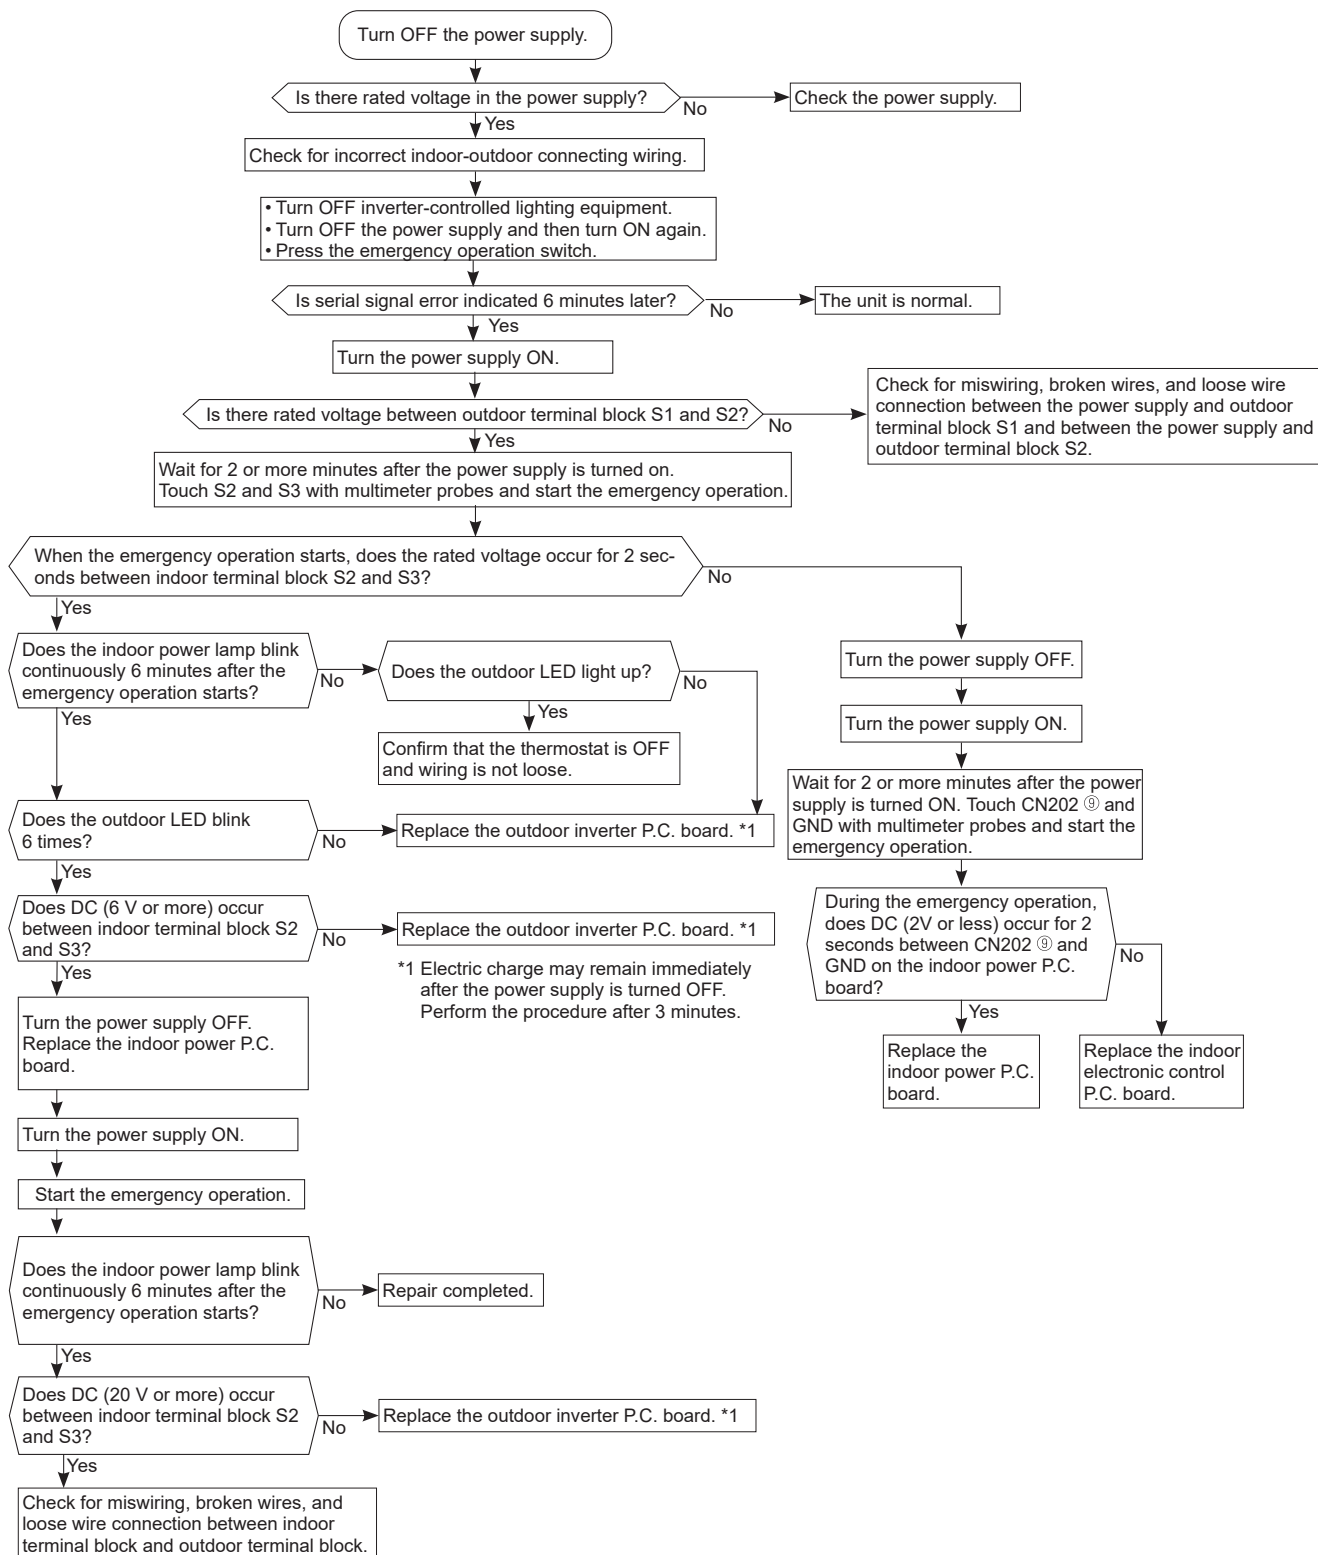 Turn OFF the power supply.
Is there rated voltage in the power supply?
No
Check the power supply.
Yes
Check for incorrect indoor-outdoor connecting wiring.
• Turn OFF inverter-controlled lighting equipment.
• Turn OFF the power supply and then turn ON again.
• Press the emergency operation switch.
Is serial signal error indicated 6 minutes later?
No
The unit is normal.
Yes
Turn the power supply ON.
Is there rated voltage between outdoor terminal block S1 and S2?
No
Check for miswiring, broken wires, and loose wire
connection between the power supply and outdoor
terminal block S1 and between the power supply and
outdoor terminal block S2.
Yes
Wait for 2 or more minutes after the power supply is turned on.
Touch S2 and S3 with multimeter probes and start the emergency operation.
When the emergency operation starts, does the rated voltage occur for 2 sec-
onds between indoor terminal block S2 and S3?
No
Yes
Does the indoor power lamp blink
continuously 6 minutes after the
emergency operation starts?
No
Does the outdoor LED light up?
No
Yes
Confirm that the thermostat is OFF
and wiring is not loose.
Yes
Does the outdoor LED blink
6 times?
No
Replace the outdoor inverter P.C. board. *1
Yes
Does DC (6 V or more) occur
between indoor terminal block S2
and S3?
No
Replace the outdoor inverter P.C. board. *1
*1 Electric charge may remain immediately
after the power supply is turned OFF.
Perform the procedure after 3 minutes.
Yes
Turn the power supply OFF.
Replace the indoor power P.C.
board.
Turn the power supply ON.
Start the emergency operation.
Does the indoor power lamp blink
continuously 6 minutes after the
emergency operation starts?
No
Repair completed.
Yes
Does DC (20 V or more) occur
between indoor terminal block S2
and S3?
No
Replace the outdoor inverter P.C. board. *1
Yes
Check for miswiring, broken wires, and
loose wire connection between indoor
terminal block and outdoor terminal block.
Turn the power supply OFF.
Turn the power supply ON.
Wait for 2 or more minutes after the power
supply is turned ON. Touch CN202 ⑨ and
GND with multimeter probes and start the
emergency operation.
During the emergency operation,
does DC (2V or less) occur for 2
seconds between CN202 ⑨ and
GND on the indoor power P.C.
board?
No
Yes
Replace the
indoor power P.C.
board.
Replace the indoor
electronic control
P.C. board.